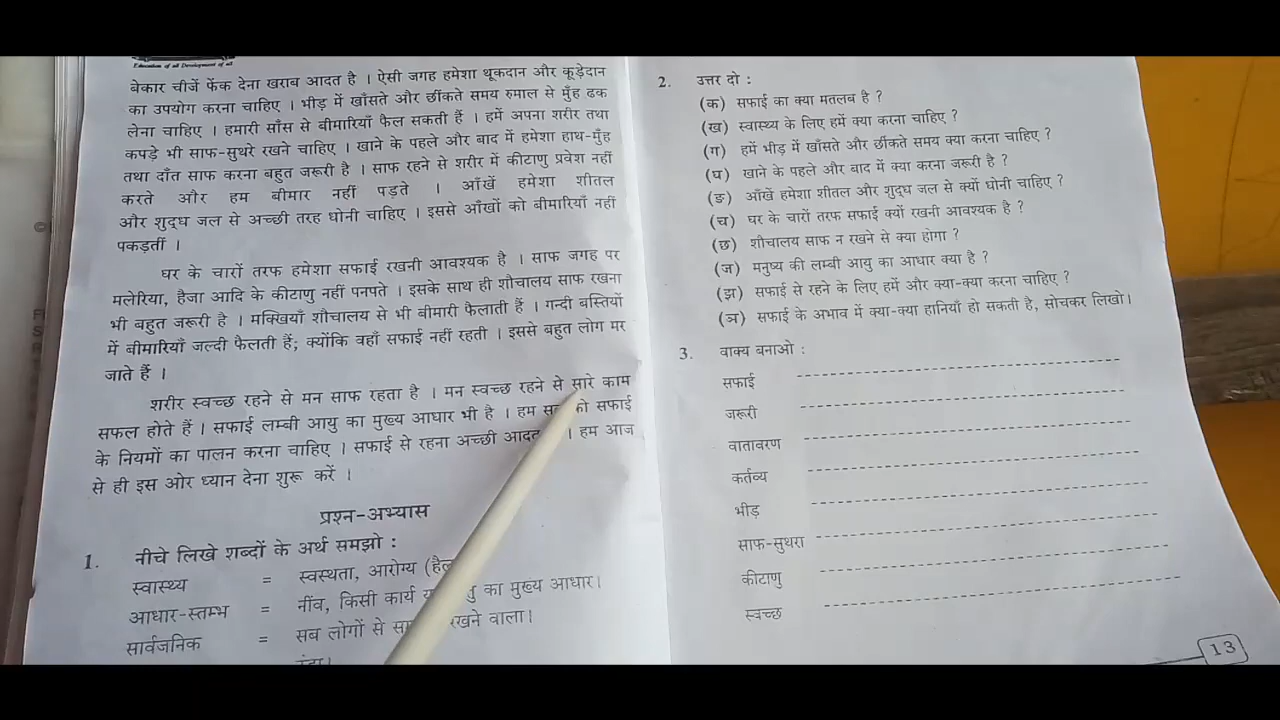 Education of all Development of all
बेकार चीजें फेंक देना खराब आदत है । ऐसी जगह हमेशा थूकदान और कूड़ेदान
का उपयोग करना चाहिए । भीड़ में खाँसते और छींकते समय रुमाल से मुँह ढक
लेना चाहिए । हमारी साँस से बीमारियाँ फैल सकती हैं । हमें अपना शरीर तथा
कपड़े भी साफ-सुथरे रखने चाहिए । खाने के पहले और बाद में हमेशा हाथ-मुँह
तथा दाँत साफ करना बहुत जरूरी है । साफ रहने से शरीर में कीटाणु प्रवेश नहीं
करते और हम बीमार नहीं पड़ते । आँखें हमेशा शीतल
और शुद्ध जल से अच्छी तरह धोनी चाहिए । इससे आँखों को बीमारियाँ नहीं
पकड़तीं ।
घर के चारों तरफ हमेशा सफाई रखनी आवश्यक है । साफ जगह पर
मलेरिया, हैजा आदि के कीटाणु नहीं पनपते । इसके साथ ही शौचालय साफ रखना
भी बहुत जरूरी है । मक्खियाँ शौचालय से भी बीमारी फैलाती हैं । गन्दी बस्तियों
में बीमारियाँ जल्दी फैलती हैं; क्योंकि वहाँ सफाई नहीं रहती । इससे बहुत लोग मर
जाते हैं ।
शरीर स्वच्छ रहने से मन साफ रहता है । मन स्वच्छ रहने से सारे काम
सफल होते हैं । सफाई लम्बी आयु का मुख्य आधार भी है । हम को सफाई
के नियमों का पालन करना चाहिए । सफाई से रहना अच्छी आदत । हम आज
से ही इस ओर ध्यान देना शुरू करें ।
प्रश्न-अभ्यास
1. नीचे लिखे शब्दों के अर्थ समझो :
स्वास्थ्य = स्वस्थता, आरोग्य
आधार-स्तम्भ = नींव, किसी कार्य का मुख्य आधार।
सार्वजनिक = सब लोगों से रखने वाला।
2. उत्तर दो :
(क) सफाई का क्या मतलब है ?
(ख) स्वास्थ्य के लिए हमें क्या करना चाहिए ?
(ग) हमें भीड़ में खाँसते और छींकते समय क्या करना चाहिए ?
(घ) खाने के पहले और बाद में क्या करना जरूरी है ?
(ङ) आँखें हमेशा शीतल और शुद्ध जल से क्यों धोनी चाहिए ?
(च) घर के चारों तरफ सफाई क्यों रखनी आवश्यक है ?
(छ) शौचालय साफ न रखने से क्या होगा ?
(ज) मनुष्य की लम्बी आयु का आधार क्या है ?
(झ) सफाई से रहने के लिए हमें और क्या-क्या करना चाहिए ?
(ञ) सफाई के अभाव में क्या-क्या हानियाँ हो सकती है, सोचकर लिखो।
3. वाक्य बनाओ :
सफाई
जरूरी
वातावरण
कर्तव्य
भीड़
साफ-सुथरा
कीटाणु
स्वच्छ
13